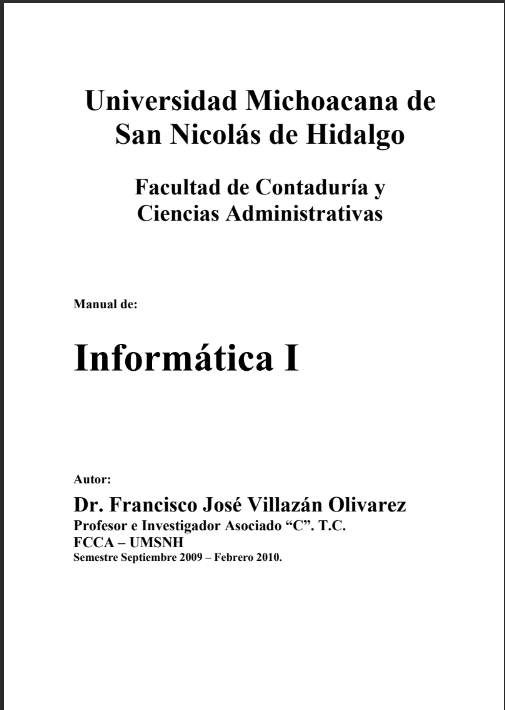 Universidad Michoacana de
San Nicolás de Hidalgo
Facultad de Contaduría y
Ciencias Administrativas
Manual de:
Informática I
Autor:
Dr. Francisco José Villazán Olivarez
Profesor e Investigador Asociado “C”. T.C.
FCCA – UMSNH
Semestre Septiembre 2009 – Febrero 2010.